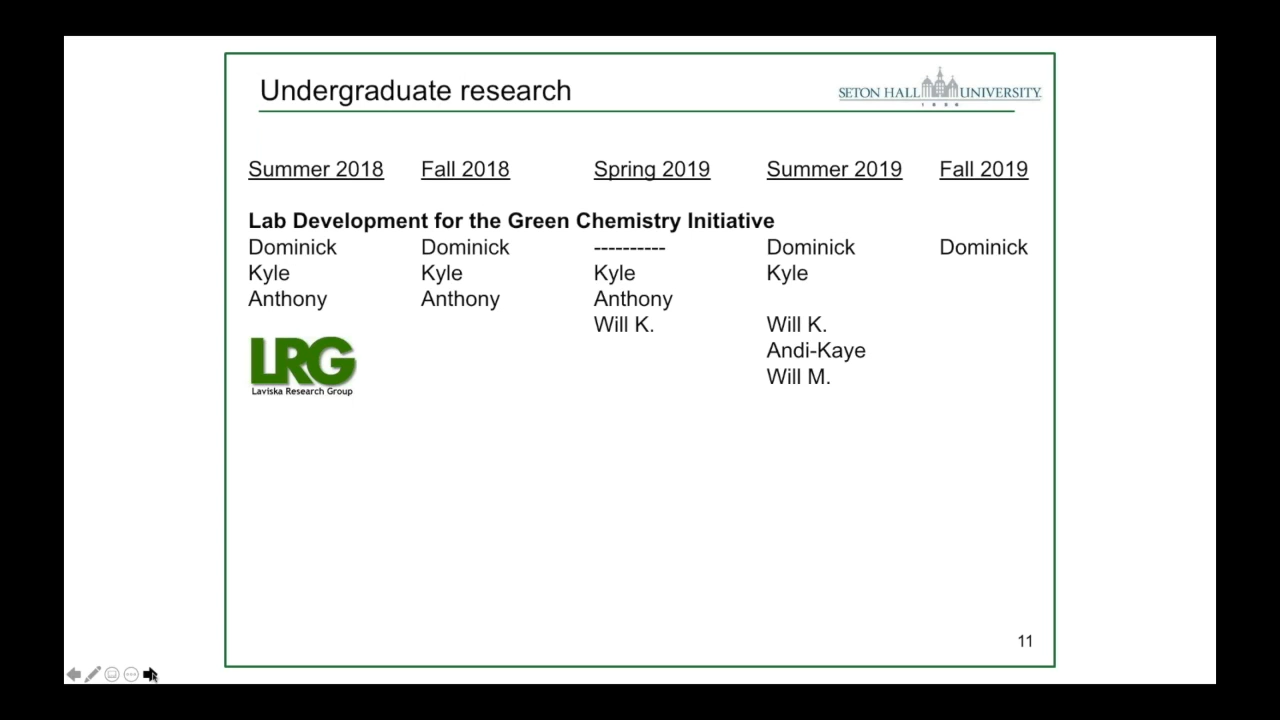 Undergraduate research
SETON HALL UNIVERSITY
1856
Summer 2018 Fall 2018 Spring 2019 Summer 2019 Fall 2019
Lab Development for the Green Chemistry Initiative
Dominick Dominick ---------- Dominick Dominick
Kyle Kyle Kyle Kyle
Anthony Anthony Anthony
Will K. Will K.
Andi-Kaye
Will M.
LRG
Laviska Research Group
11